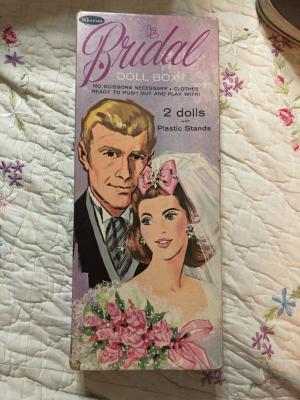 Whitman
Bridal
DOLL BOX!
NO SCISSORS NECESSARY • CLOTHES
READY TO PUSH OUT AND PLAY WITH!
2 dolls
with
Plastic Stands